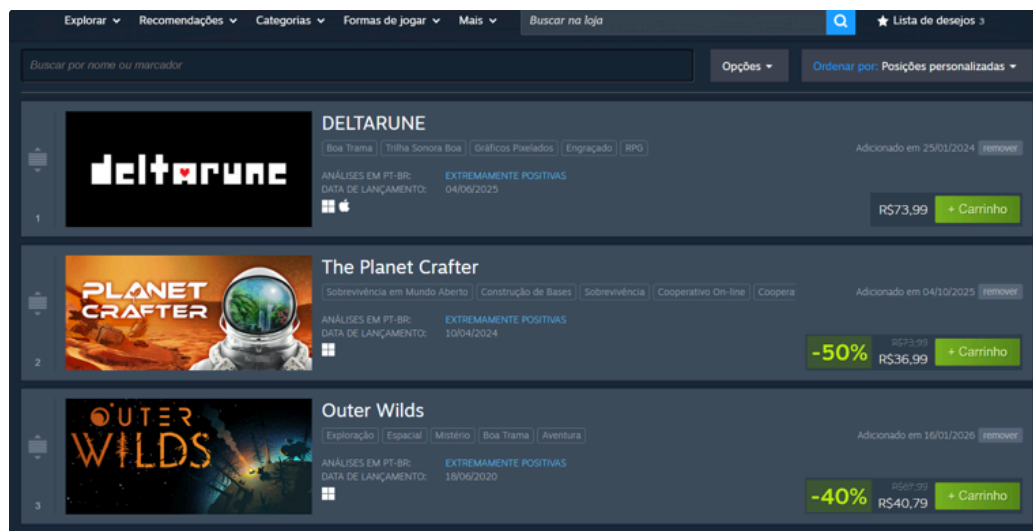 Explorar Recomendações Categorias Formas de jogar Mais Buscar na loja Lista de desejos 3
Buscar por nome ou marcador Opções Ordenar por: Posições personalizadas
deltarune
DELTARUNE
Boa Trama Trilha Sonora Boa Gráficos Pixelados Engraçado RPG
Adicionado em 25/01/2024 remover
ANÁLISES EM PT-BR: EXTREMAMENTE POSITIVAS
DATA DE LANÇAMENTO: 04/06/2025
1
R$73,99 + Carrinho
PLANET
CRAFTER
The Planet Crafter
Sobrevivência em Mundo Aberto Construção de Bases Sobrevivência Cooperativo On-line Coopera
Adicionado em 04/10/2025 remover
ANÁLISES EM PT-BR: EXTREMAMENTE POSITIVAS
DATA DE LANÇAMENTO: 10/04/2024
2
-50% R$73,99
R$36,99 + Carrinho
OUTER
WILDS
Outer Wilds
Exploração Espacial Mistério Boa Trama Aventura
Adicionado em 16/01/2026 remover
ANÁLISES EM PT-BR: EXTREMAMENTE POSITIVAS
DATA DE LANÇAMENTO: 18/06/2020
3
-40% R$67,99
R$40,79 + Carrinho